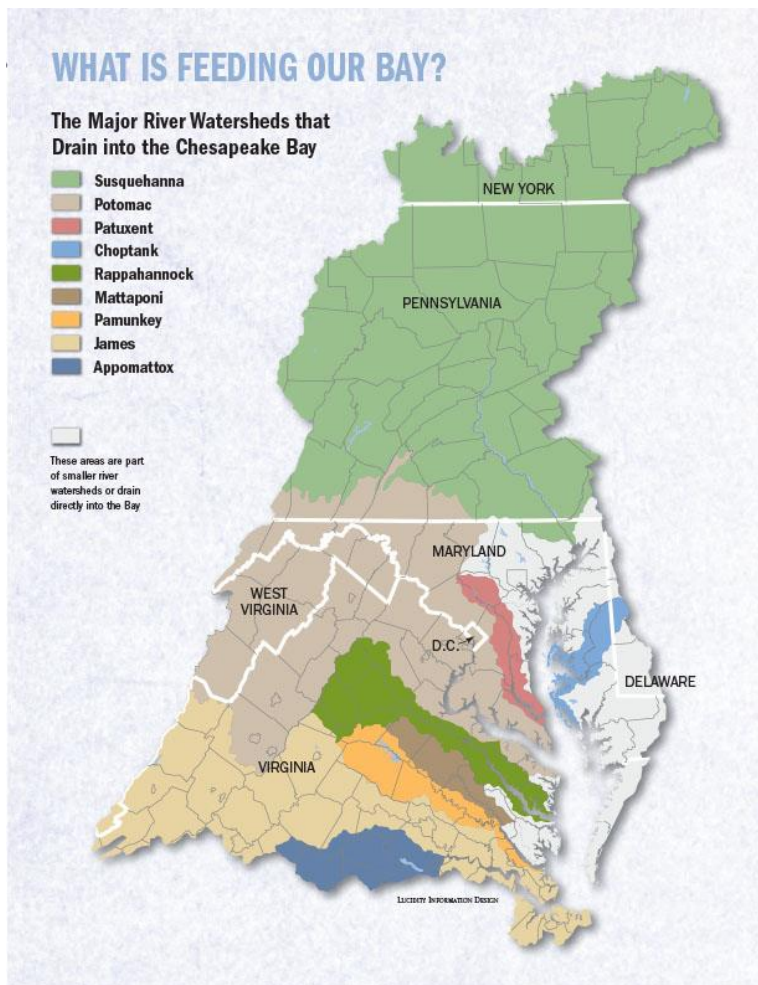 WHAT IS FEEDING OUR BAY?
The Major River Watersheds that
Drain into the Chesapeake Bay
Susquehanna
Potomac
Patuxent
Choptank
Rappahannock
Mattaponi
Pamunkey
James
Appomattox
These areas are part
of smaller river
watersheds or drain
directly into the Bay
NEW YORK
PENNSYLVANIA
MARYLAND
WEST
VIRGINIA
D.C.
DELAWARE
VIRGINIA
LUCIDITY INFORMATION DESIGN